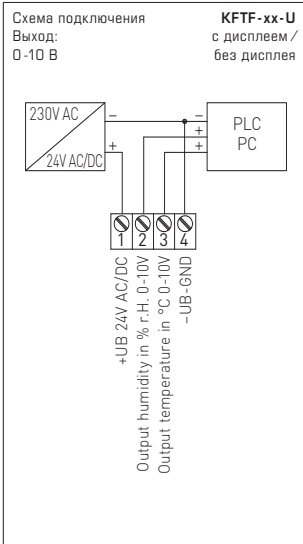 Схема подключения
Выход:
0-10 В
KFTF-xx-U
с дисплеем /
без дисплея
230V AC
24V AC/DC
–
+
–
+
+
PLC
PC
1
2
3
4
+UB 24V AC/DC
Output humidity in % r.H. 0-10V
Output temperature in °C 0-10V
–UB-GND